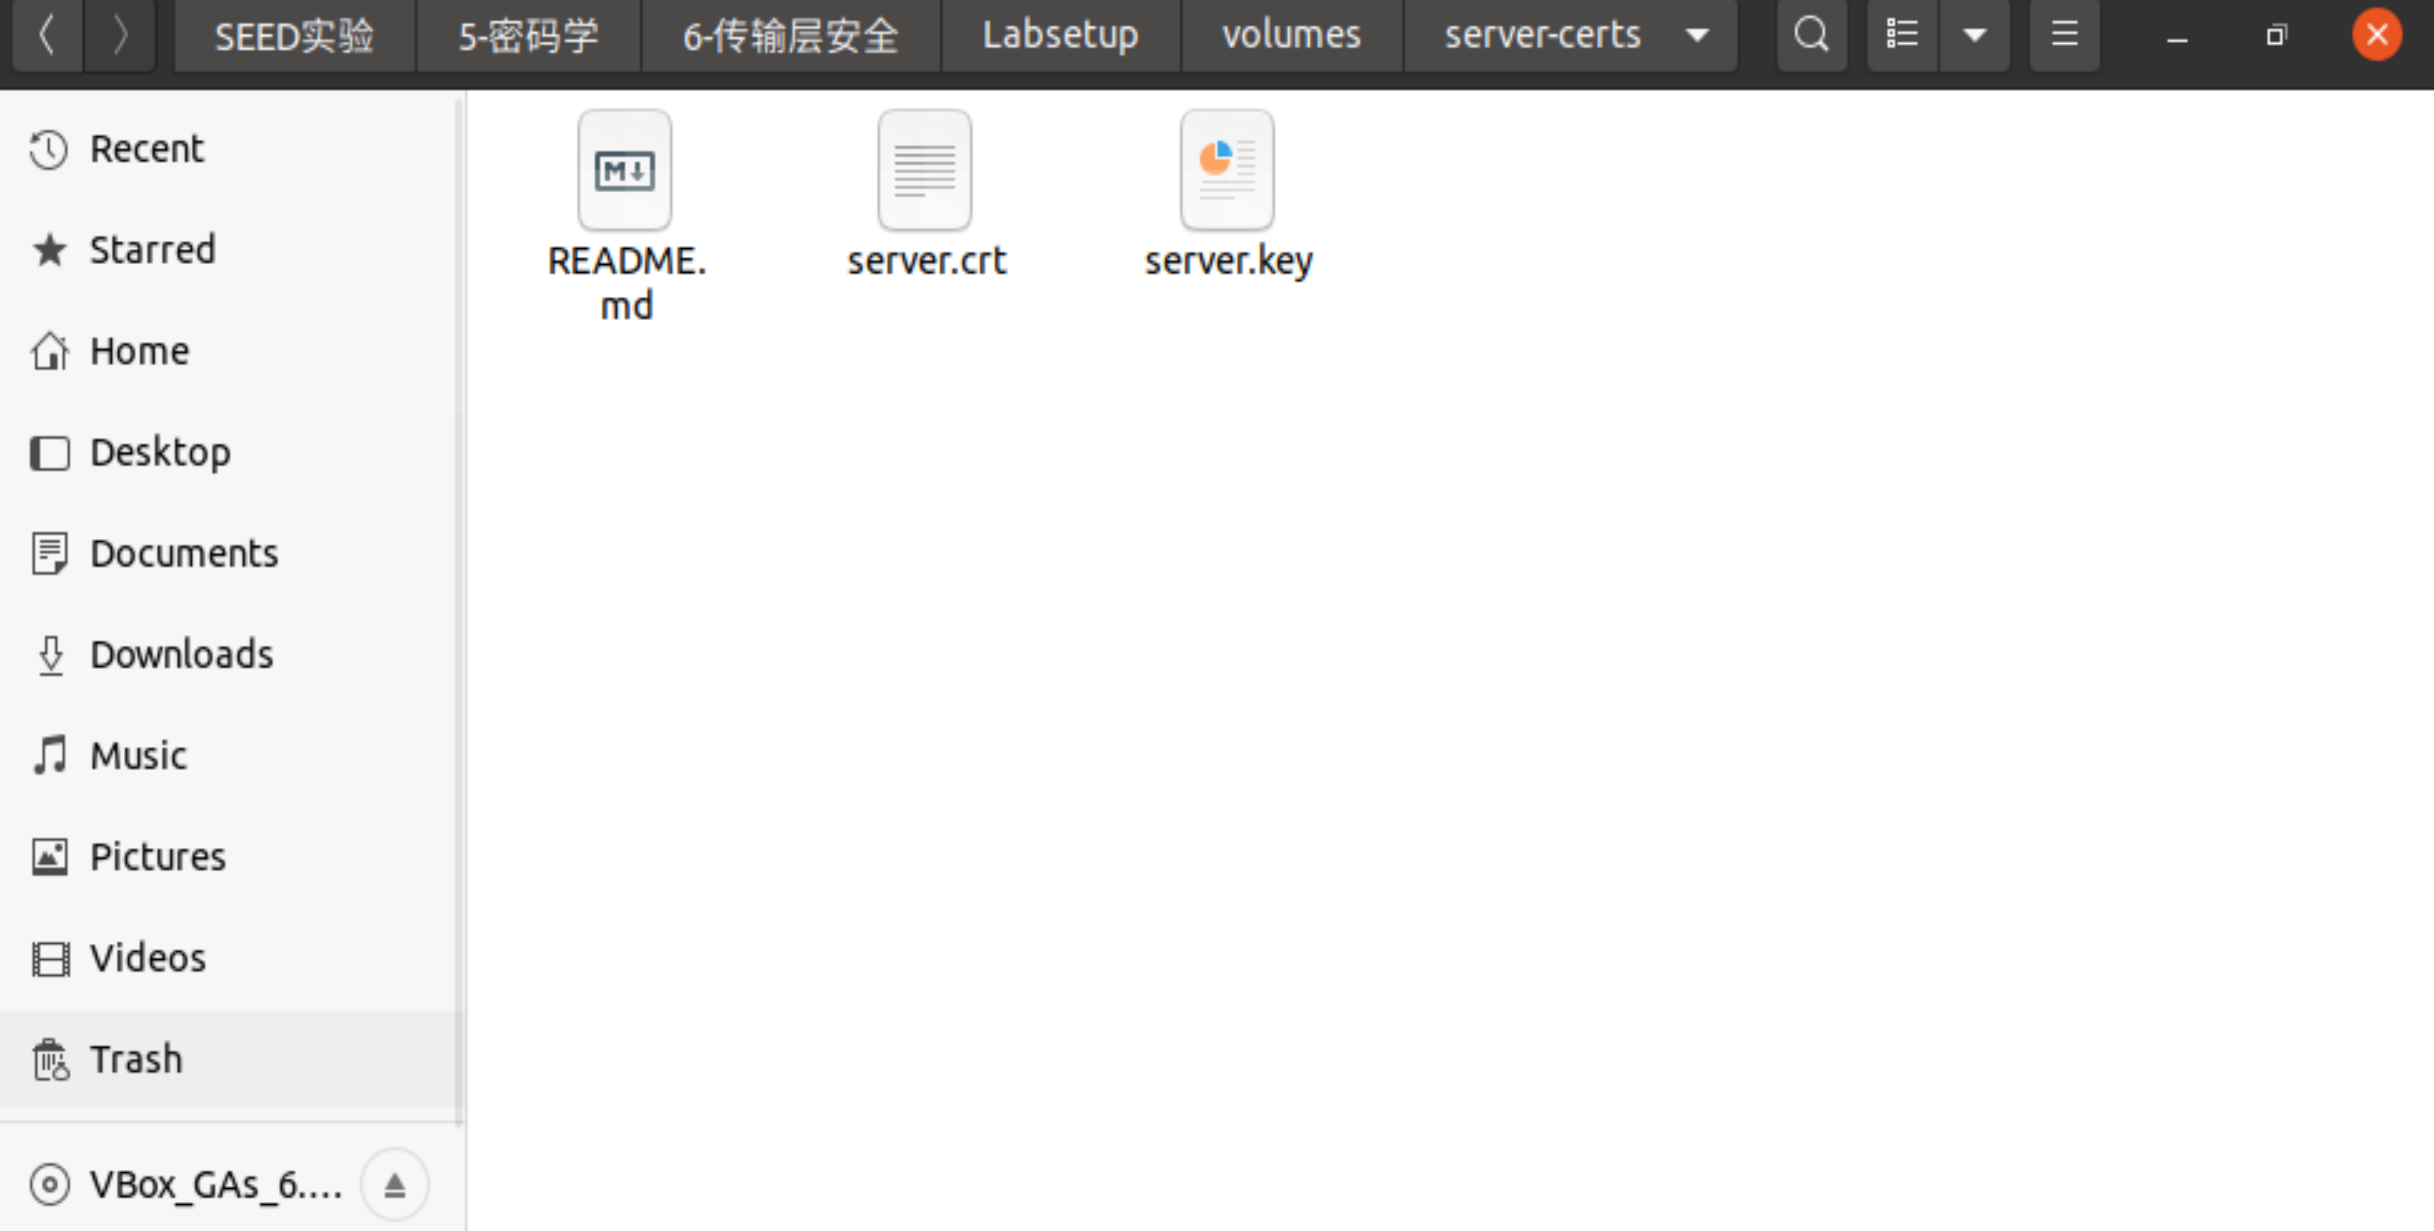 SEED实验
5-密码学
6-传输层安全
Labsetup
volumes
server-certs
Recent
Starred
Home
Desktop
Documents
Downloads
Music
Pictures
Videos
Trash
VBox_GAs_6....
README.
md
server.crt
server.key